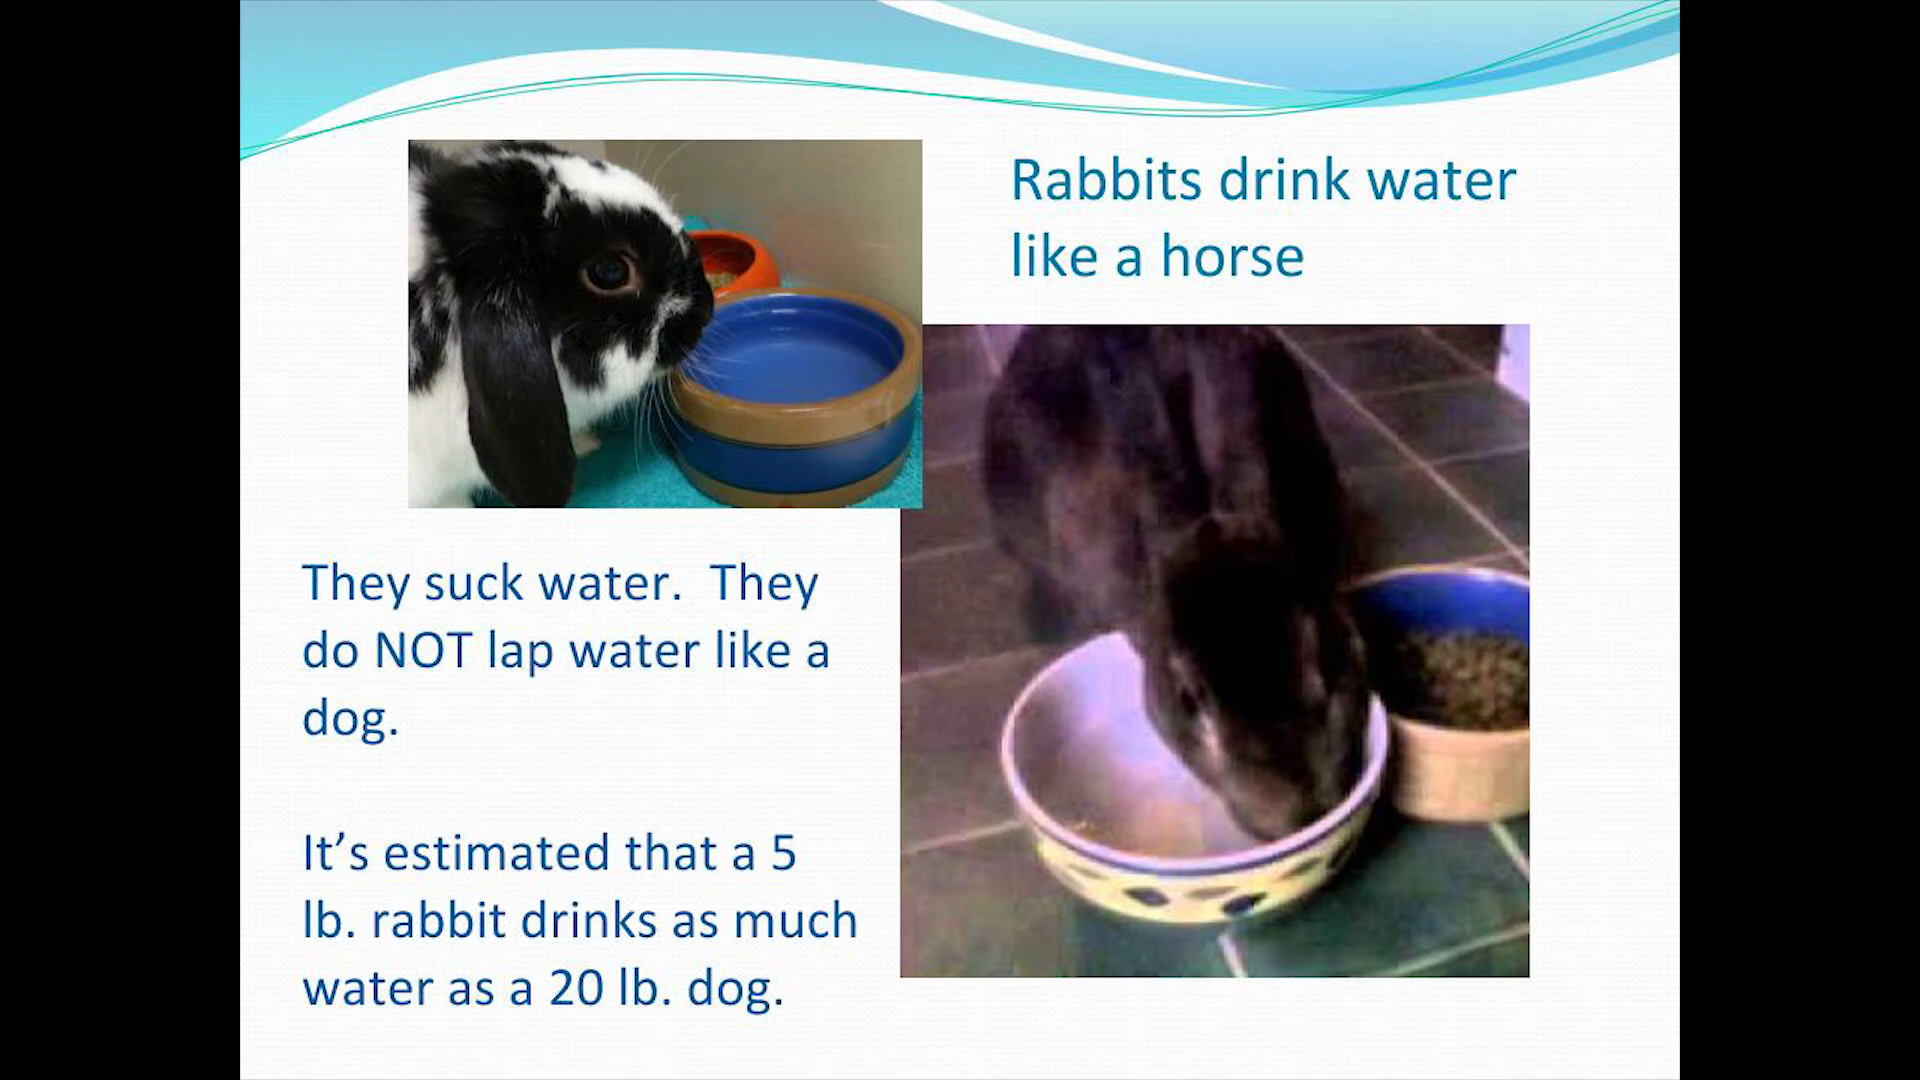 Rabbits drink water
like a horse
They suck water.  They
do NOT lap water like a
dog.
It’s estimated that a 5
lb. rabbit drinks as much
water as a 20 lb. dog.